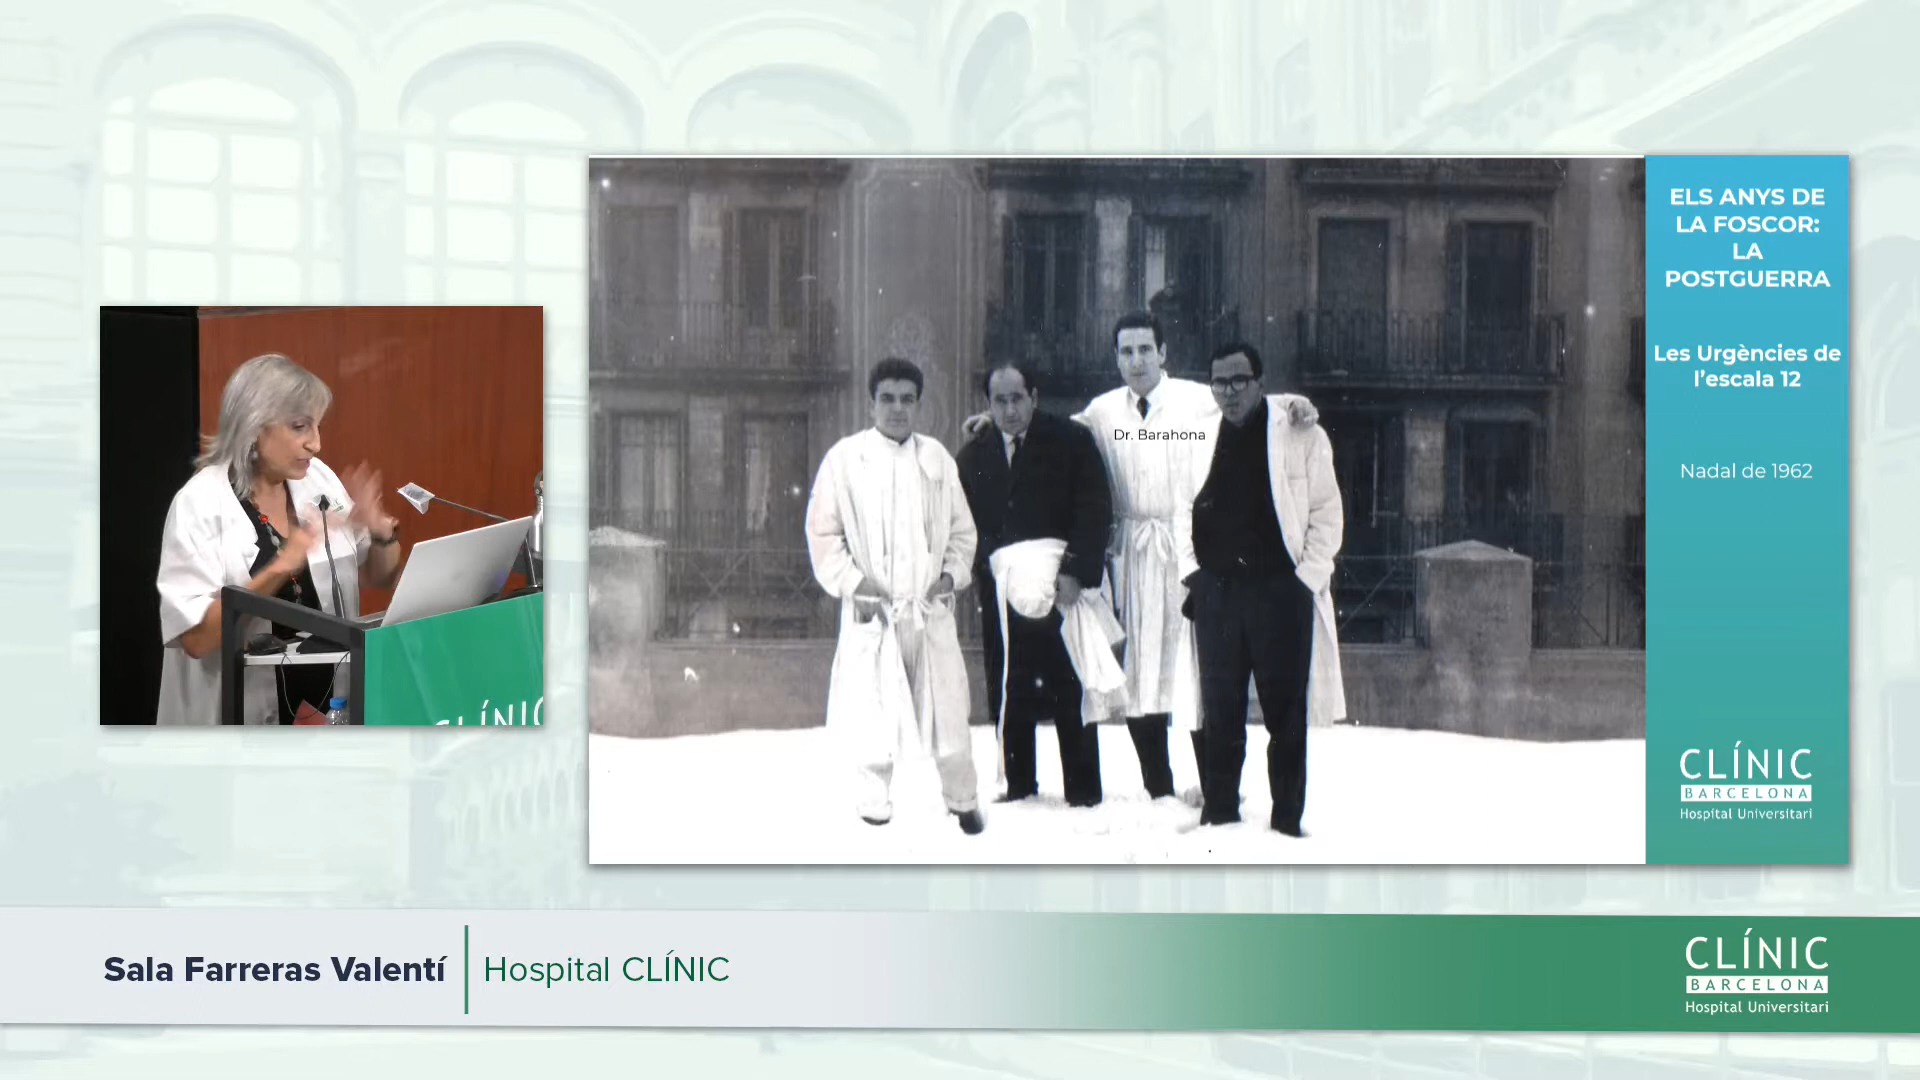 ELS ANYS DE
LA FOSCOR:
LA
POSTGUERRA
Les Urgències de
l'escala 12
Nadal de 1962
Dr. Barahona
CLÍNIC
BARCELONA
Hospital Universitari
CLÍNIC
Sala Farreras Valentí
Hospital CLÍNIC
CLÍNIC
BARCELONA
Hospital Universitari